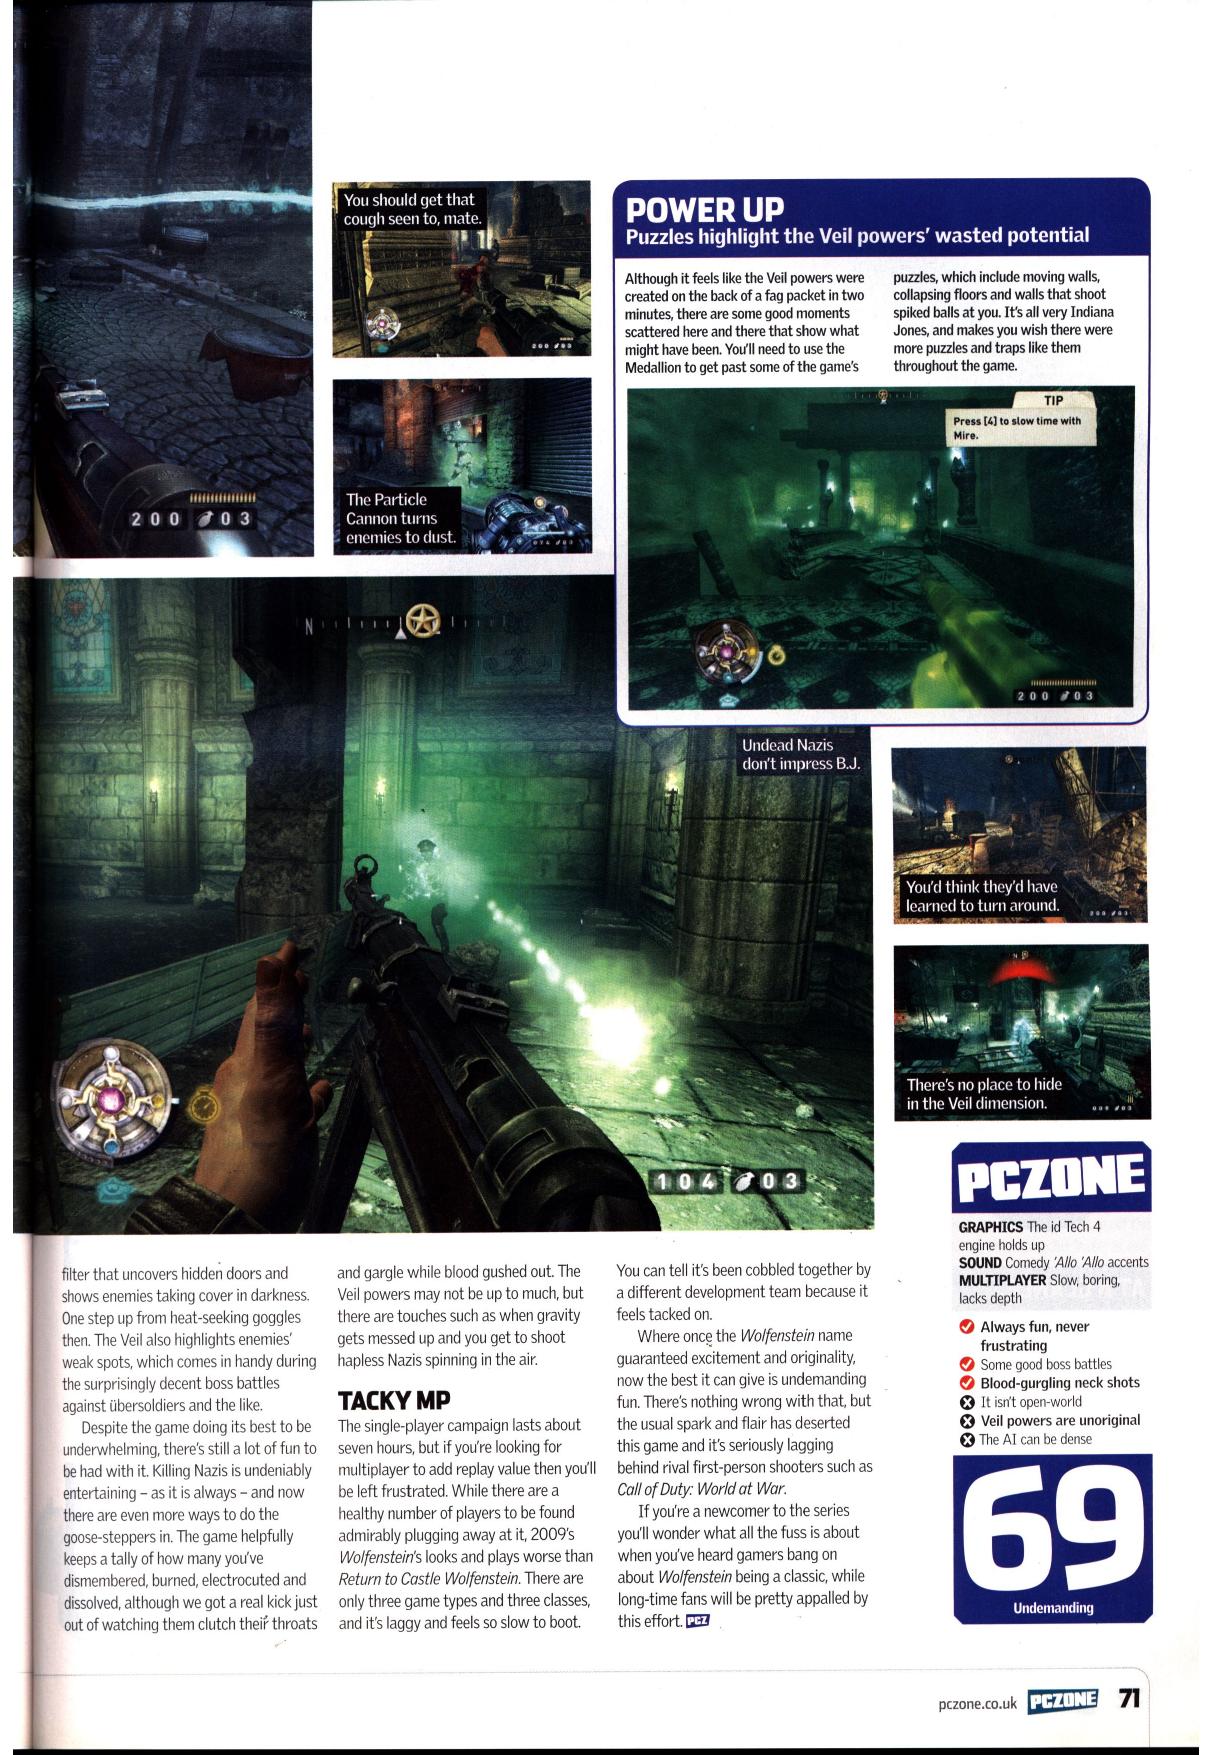 You should get that
cough seen to, mate.
200 03
The Particle
Cannon turns
enemies to dust.
200 03
POWER UP
Puzzles highlight the Veil powers' wasted potential
Although it feels like the Veil powers were
created on the back of a fag packet in two
minutes, there are some good moments
scattered here and there that show what
might have been. You'll need to use the
Medallion to get past some of the game's
puzzles, which include moving walls,
collapsing floors and walls that shoot
spiked balls at you. It's all very Indiana
Jones, and makes you wish there were
more puzzles and traps like them
throughout the game.
TIP
Press [4] to slow time with
Mire.
200 03
N
Undead Nazis
don't impress B.J.
104 03
You'd think they'd have
learned to turn around.
200 03
There's no place to hide
in the Veil dimension.
filter that uncovers hidden doors and
shows enemies taking cover in darkness.
One step up from heat-seeking goggles
then. The Veil also highlights enemies'
weak spots, which comes in handy during
the surprisingly decent boss battles
against übersoldiers and the like.
Despite the game doing its best to be
underwhelming, there's still a lot of fun to
be had with it. Killing Nazis is undeniably
entertaining – as it is always – and now
there are even more ways to do the
goose-steppers in. The game helpfully
keeps a tally of how many you've
dismembered, burned, electrocuted and
dissolved, although we got a real kick just
out of watching them clutch their throats
and gargle while blood gushed out. The
Veil powers may not be up to much, but
there are touches such as when gravity
gets messed up and you get to shoot
hapless Nazis spinning in the air.
TACKY MP
The single-player campaign lasts about
seven hours, but if you're looking for
multiplayer to add replay value then you'll
be left frustrated. While there are a
healthy number of players to be found
admirably plugging away at it, 2009's
Wolfenstein's looks and plays worse than
Return to Castle Wolfenstein. There are
only three game types and three classes,
and it's laggy and feels so slow to boot.
You can tell it's been cobbled together by
a different development team because it
feels tacked on.
Where once the Wolfenstein name
guaranteed excitement and originality,
now the best it can give is undemanding
fun. There's nothing wrong with that, but
the usual spark and flair has deserted
this game and it's seriously lagging
behind rival first-person shooters such as
Call of Duty: World at War.
If you're a newcomer to the series
you'll wonder what all the fuss is about
when you've heard gamers bang on
about Wolfenstein being a classic, while
long-time fans will be pretty appalled by
this effort. PCZ
PCZONE
GRAPHICS The id Tech 4
engine holds up
SOUND Comedy 'Allo 'Allo accents
MULTIPLAYER Slow, boring,
lacks depth
Always fun, never
frustrating
Some good boss battles
Blood-gurgling neck shots
It isn't open-world
Veil powers are unoriginal
The AI can be dense
69
Undemanding
pczone.co.uk PCZONE 71